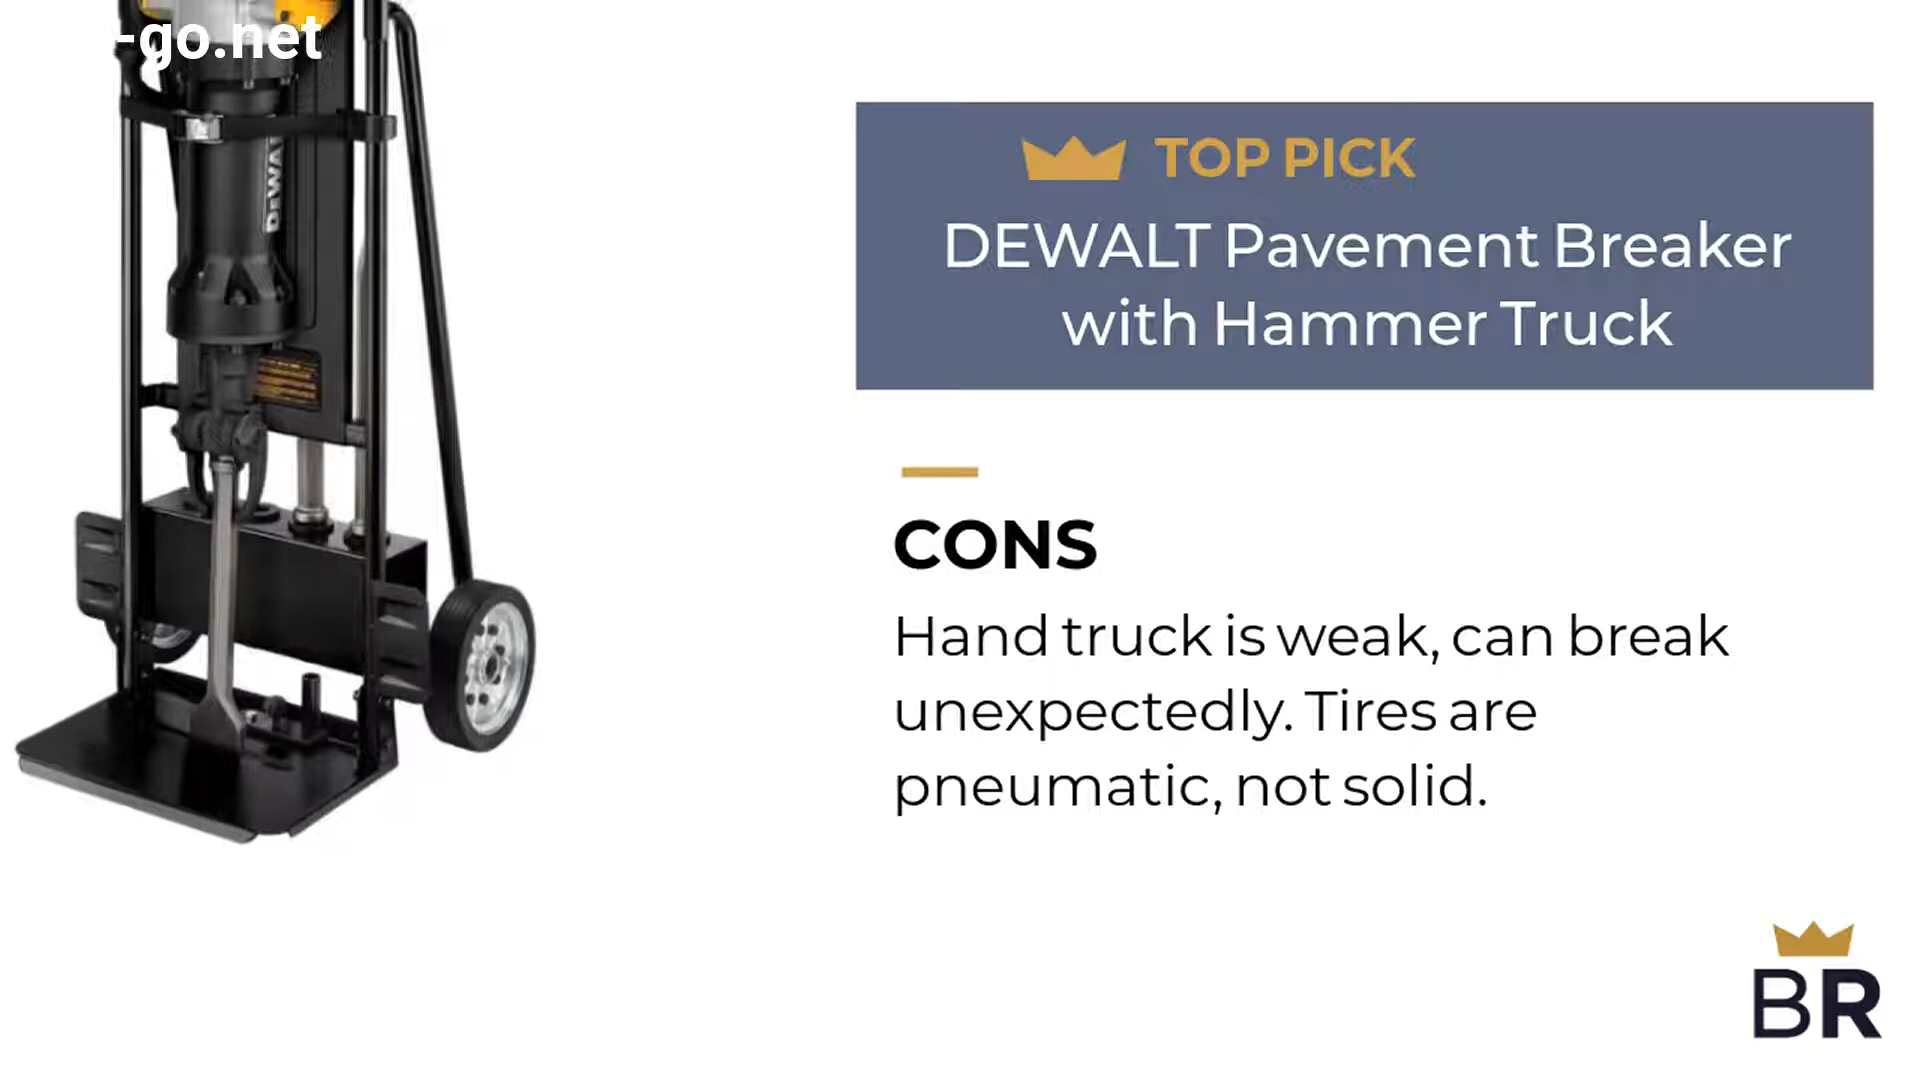 -go.net
TOP PICK
DEWALT Pavement Breaker
with Hammer Truck
CONS
Hand truck is weak, can break
unexpectedly. Tires are
pneumatic, not solid.
BR